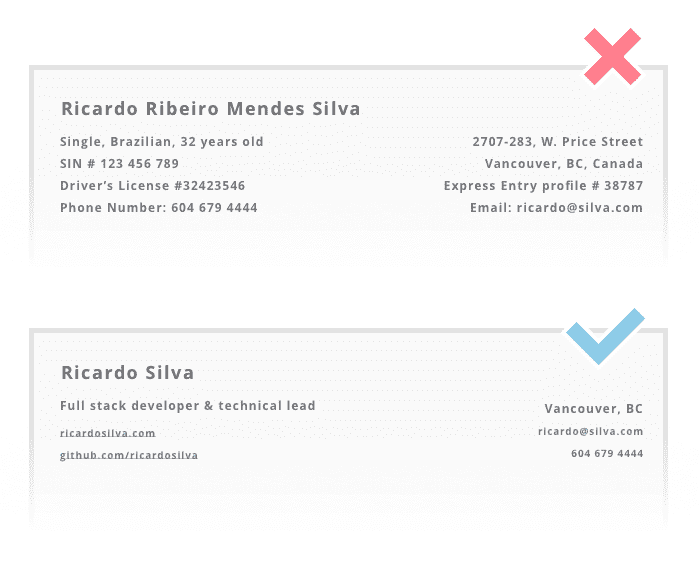 Ricardo Ribeiro Mendes Silva
Single, Brazilian, 32 years old
2707-283, W. Price Street
SIN # 123 456 789
Vancouver, BC, Canada
Driver’s License #32423546
Express Entry profile # 38787
Phone Number: 604 679 4444
Email: ricardo@silva.com
Ricardo Silva
Full stack developer & technical lead
Vancouver, BC
ricardosilva.com
ricardo@silva.com
github.com/ricardosilva
604 679 4444